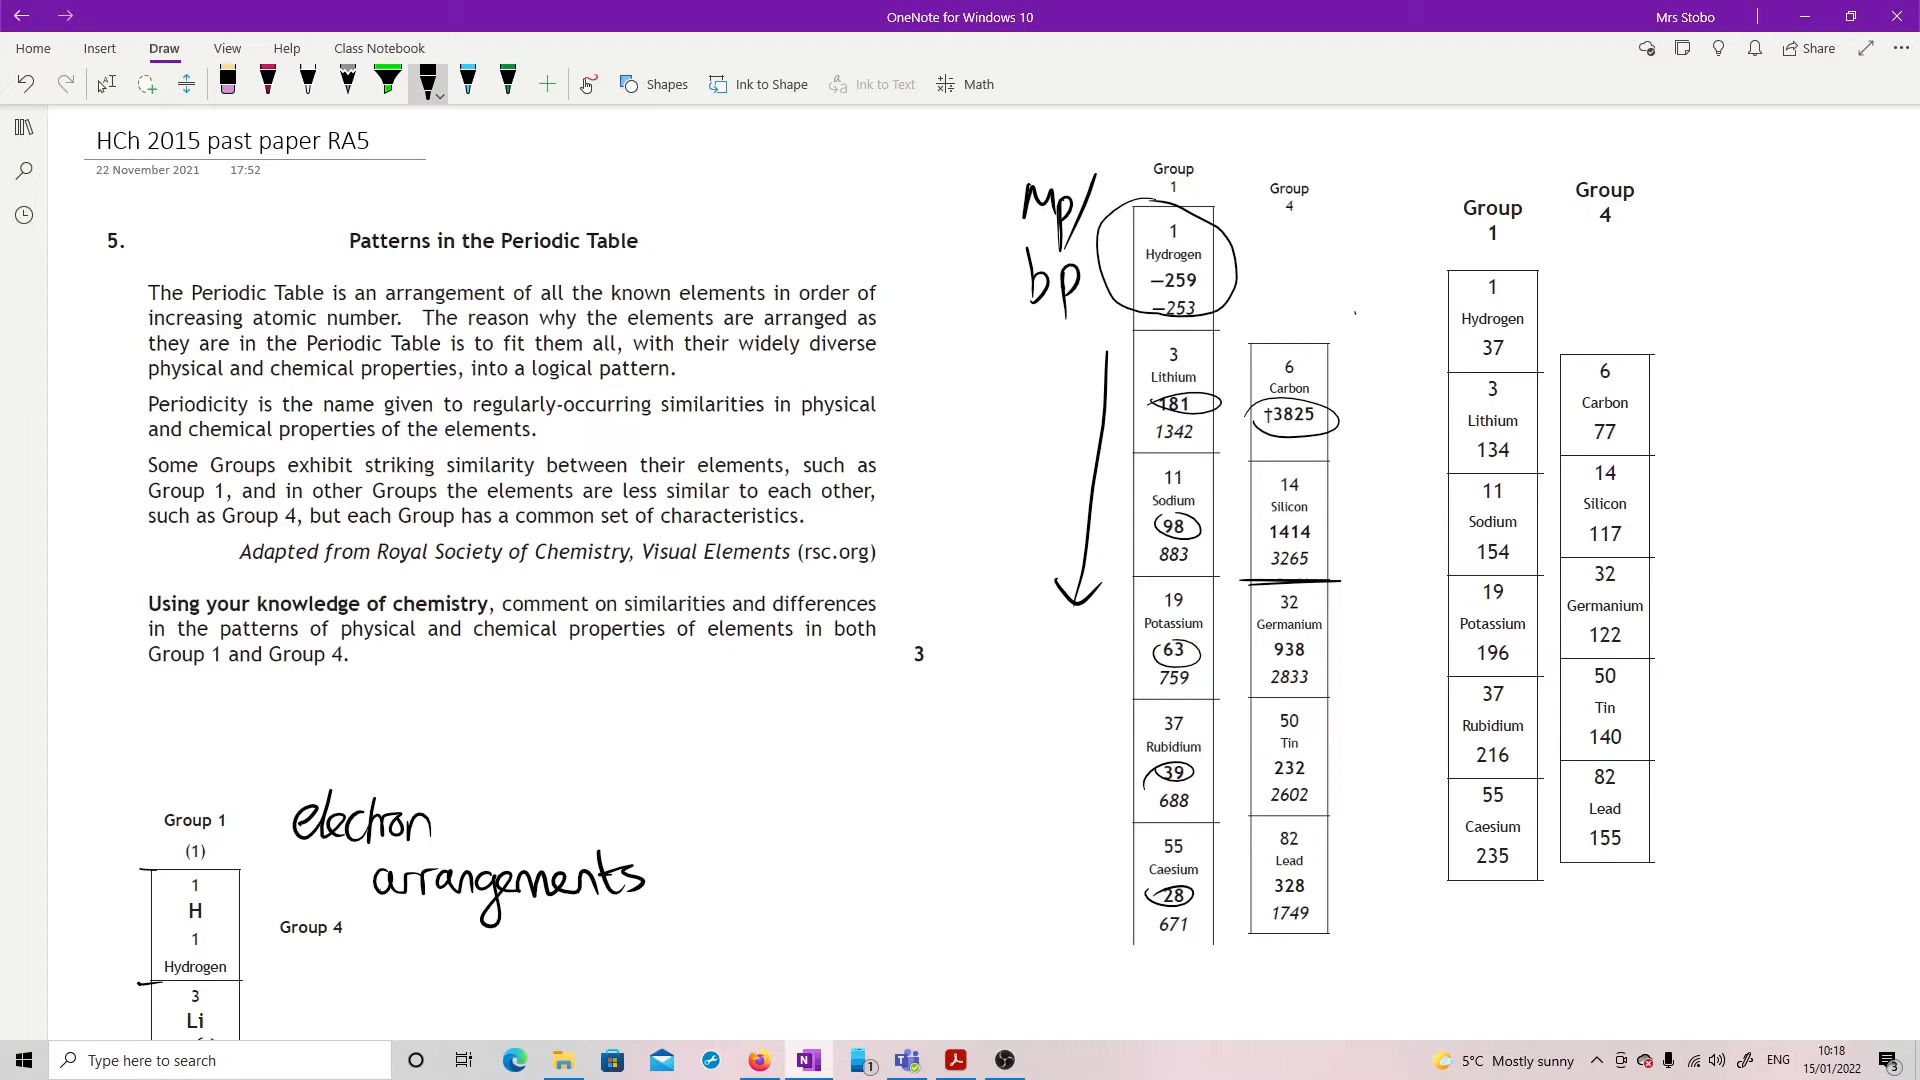 OneNote for Windows 10
Mrs Stobo
Home Insert Draw View Help Class Notebook
Share
Shapes Ink to Shape Ink to Text Math
HCh 2015 past paper RA5
22 November 2021 17:52
5. Patterns in the Periodic Table
The Periodic Table is an arrangement of all the known elements in order of
increasing atomic number. The reason why the elements are arranged as
they are in the Periodic Table is to fit them all, with their widely diverse
physical and chemical properties, into a logical pattern.
Periodicity is the name given to regularly-occurring similarities in physical
and chemical properties of the elements.
Some Groups exhibit striking similarity between their elements, such as
Group 1, and in other Groups the elements are less similar to each other,
such as Group 4, but each Group has a common set of characteristics.
Adapted from Royal Society of Chemistry, Visual Elements (rsc.org)
Using your knowledge of chemistry, comment on similarities and differences
in the patterns of physical and chemical properties of elements in both
Group 1 and Group 4. 3
electron
arrangements
Group 1
(1)
1
H
1
Hydrogen
3
Li
Group 4
Mp/
bp
Group
1
1
Hydrogen
−259
−253
3
Lithium
181
1342
11
Sodium
98
883
19
Potassium
63
759
37
Rubidium
39
688
55
Caesium
28
671
Group
4
6
Carbon
†3825
14
Silicon
1414
3265
32
Germanium
938
2833
50
Tin
232
2602
82
Lead
328
1749
Group
1
1
Hydrogen
37
3
Lithium
134
11
Sodium
154
19
Potassium
196
37
Rubidium
216
55
Caesium
235
Group
4
6
Carbon
77
14
Silicon
117
32
Germanium
122
50
Tin
140
82
Lead
155
Type here to search
1
5°C Mostly sunny
ENG
10:18
15/01/2022
3